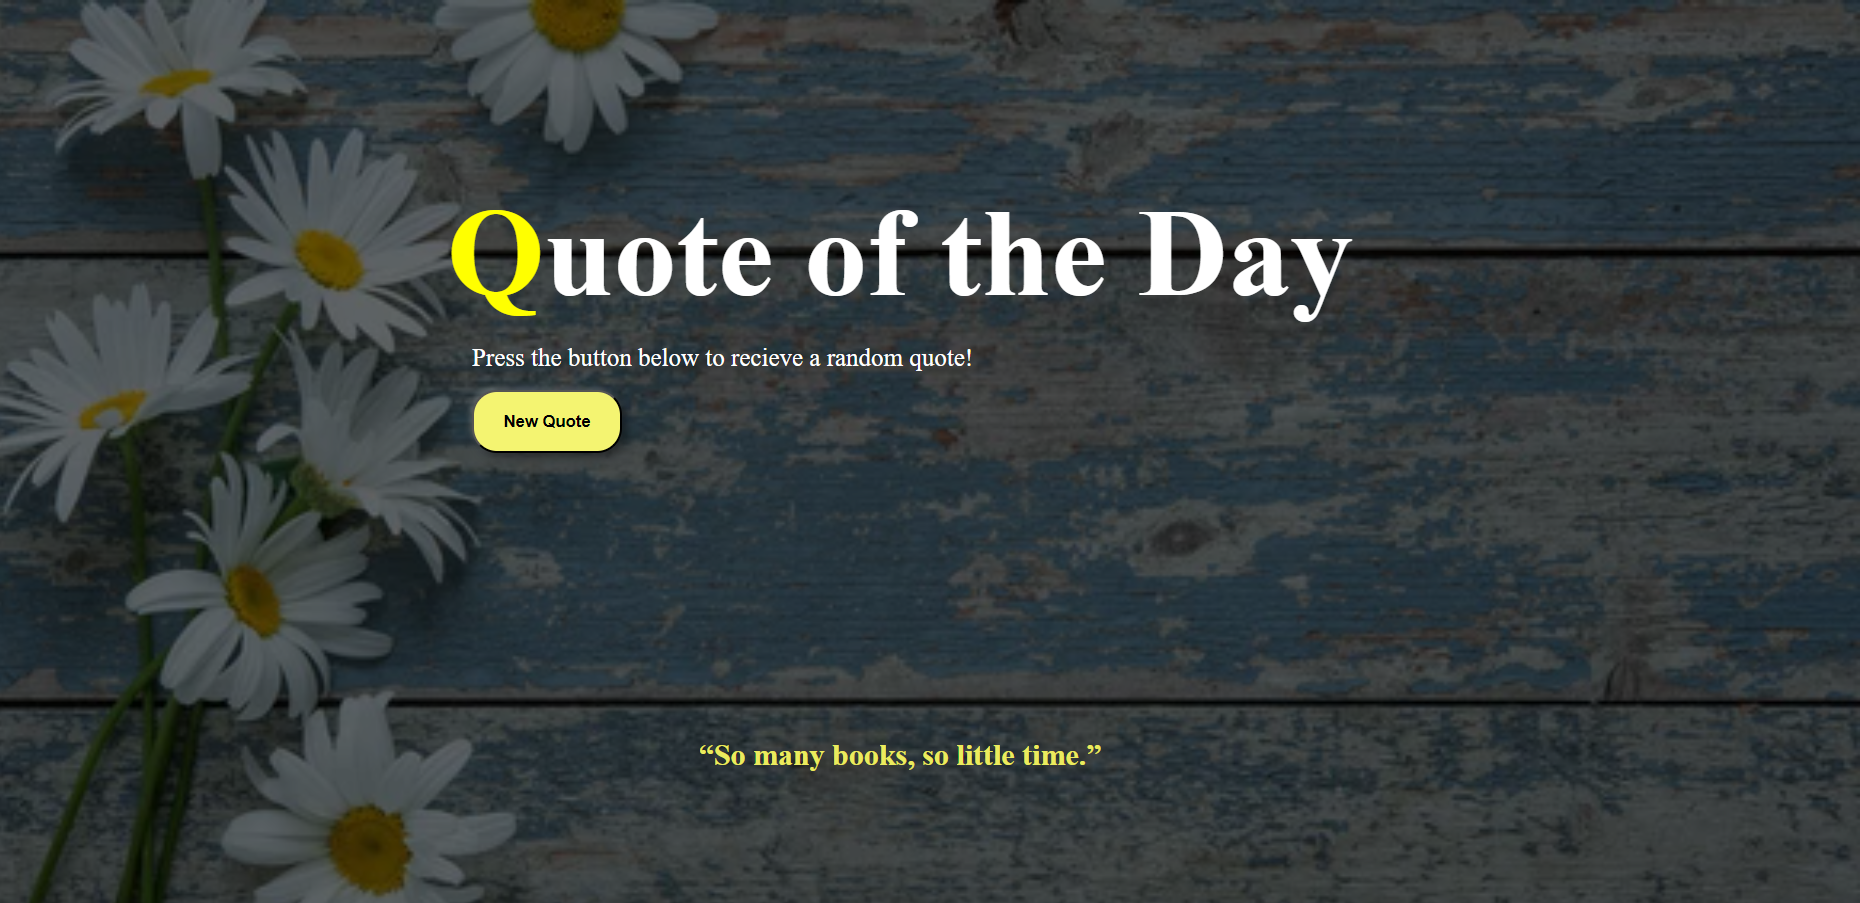 Quote of the Day
Press the button below to recieve a random quote!
New Quote
“So many books, so little time.”